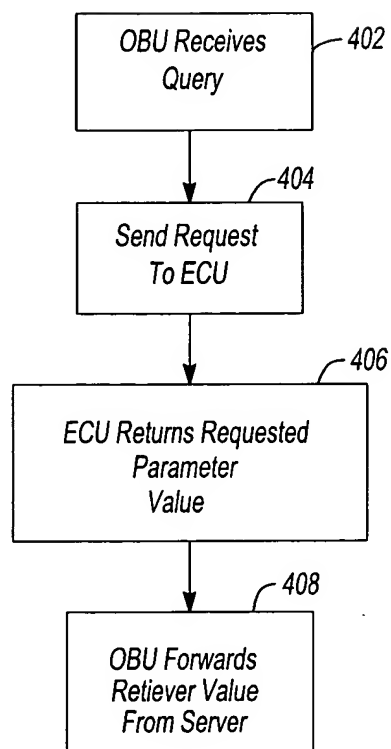 OBU Receives
Query
402
404
Send Request
To ECU
406
ECU Returns Requested
Parameter
Value
408
OBU Forwards
Retiever Value
From Server